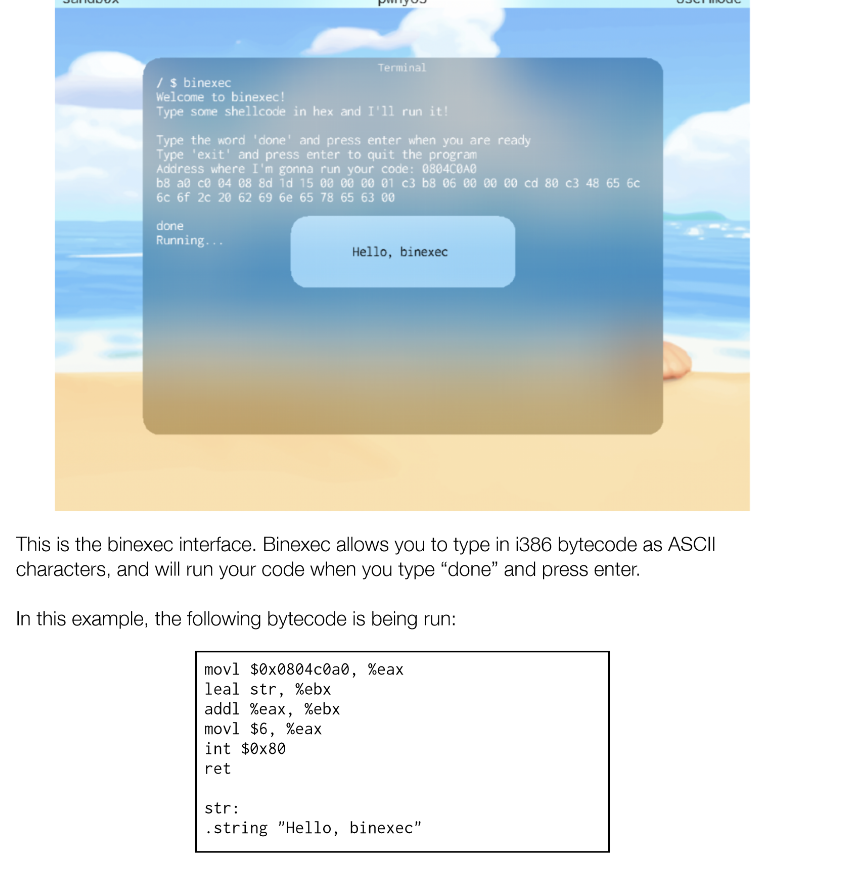 sandbox pwnyOS usermode
Terminal
/ $ binexec
Welcome to binexec!
Type some shellcode in hex and I'll run it!
Type the word 'done' and press enter when you are ready
Type 'exit' and press enter to quit the program
Address where I'm gonna run your code: 0804C0A0
b8 a0 c0 04 08 8d 1d 15 00 00 00 01 c3 b8 06 00 00 00 cd 80 c3 48 65 6c
6c 6f 2c 20 62 69 6e 65 78 65 63 00
done
Running...
Hello, binexec
This is the binexec interface. Binexec allows you to type in i386 bytecode as ASCII
characters, and will run your code when you type “done” and press enter.
In this example, the following bytecode is being run:
movl $0x0804c0a0, %eax
leal str, %ebx
addl %eax, %ebx
movl $6, %eax
int $0x80
ret
str:
.string ”Hello, binexec”